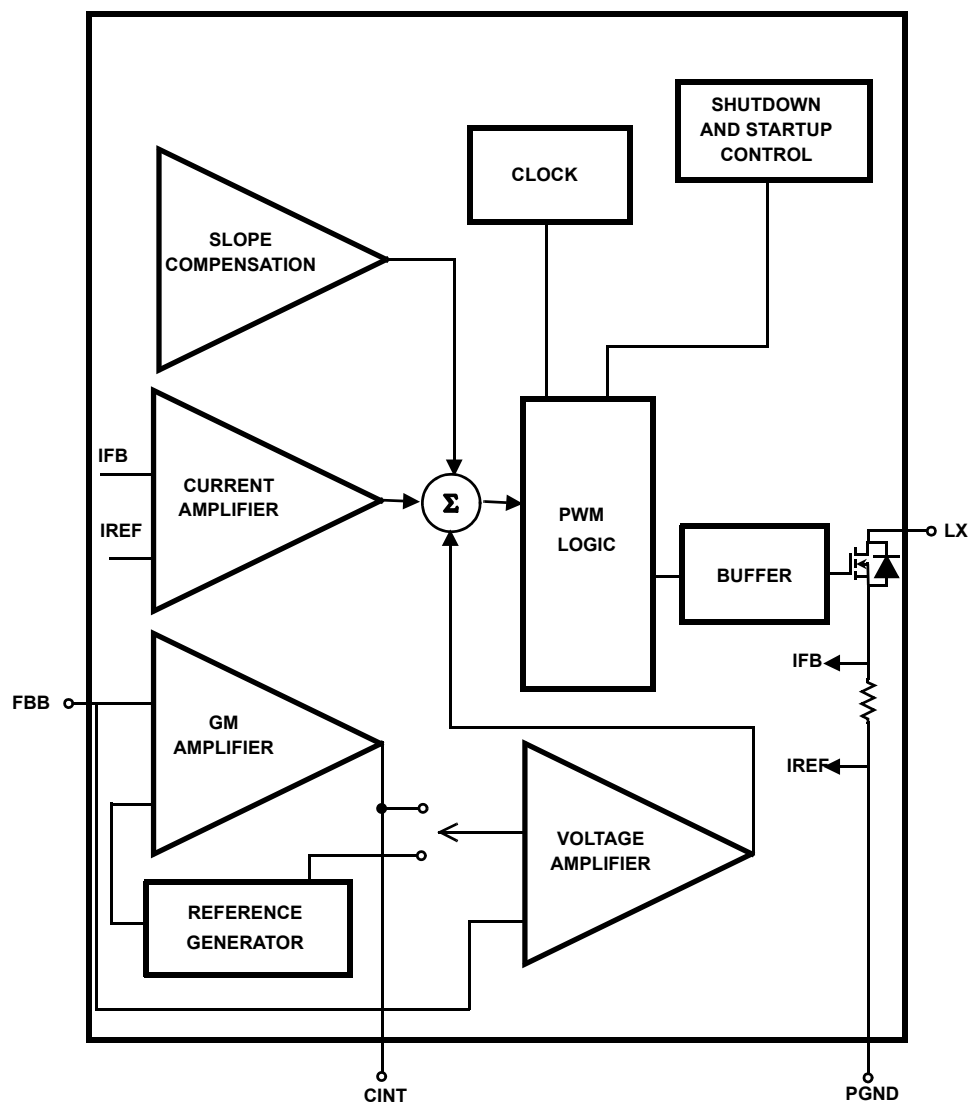 SHUTDOWN
AND STARTUP
CONTROL
CLOCK
SLOPE
COMPENSATION
IFB
CURRENT
AMPLIFIER
IREF
Σ
PWM
LOGIC
LX
BUFFER
IFB
FBB
GM
AMPLIFIER
IREF
VOLTAGE
AMPLIFIER
REFERENCE
GENERATOR
CINT
PGND